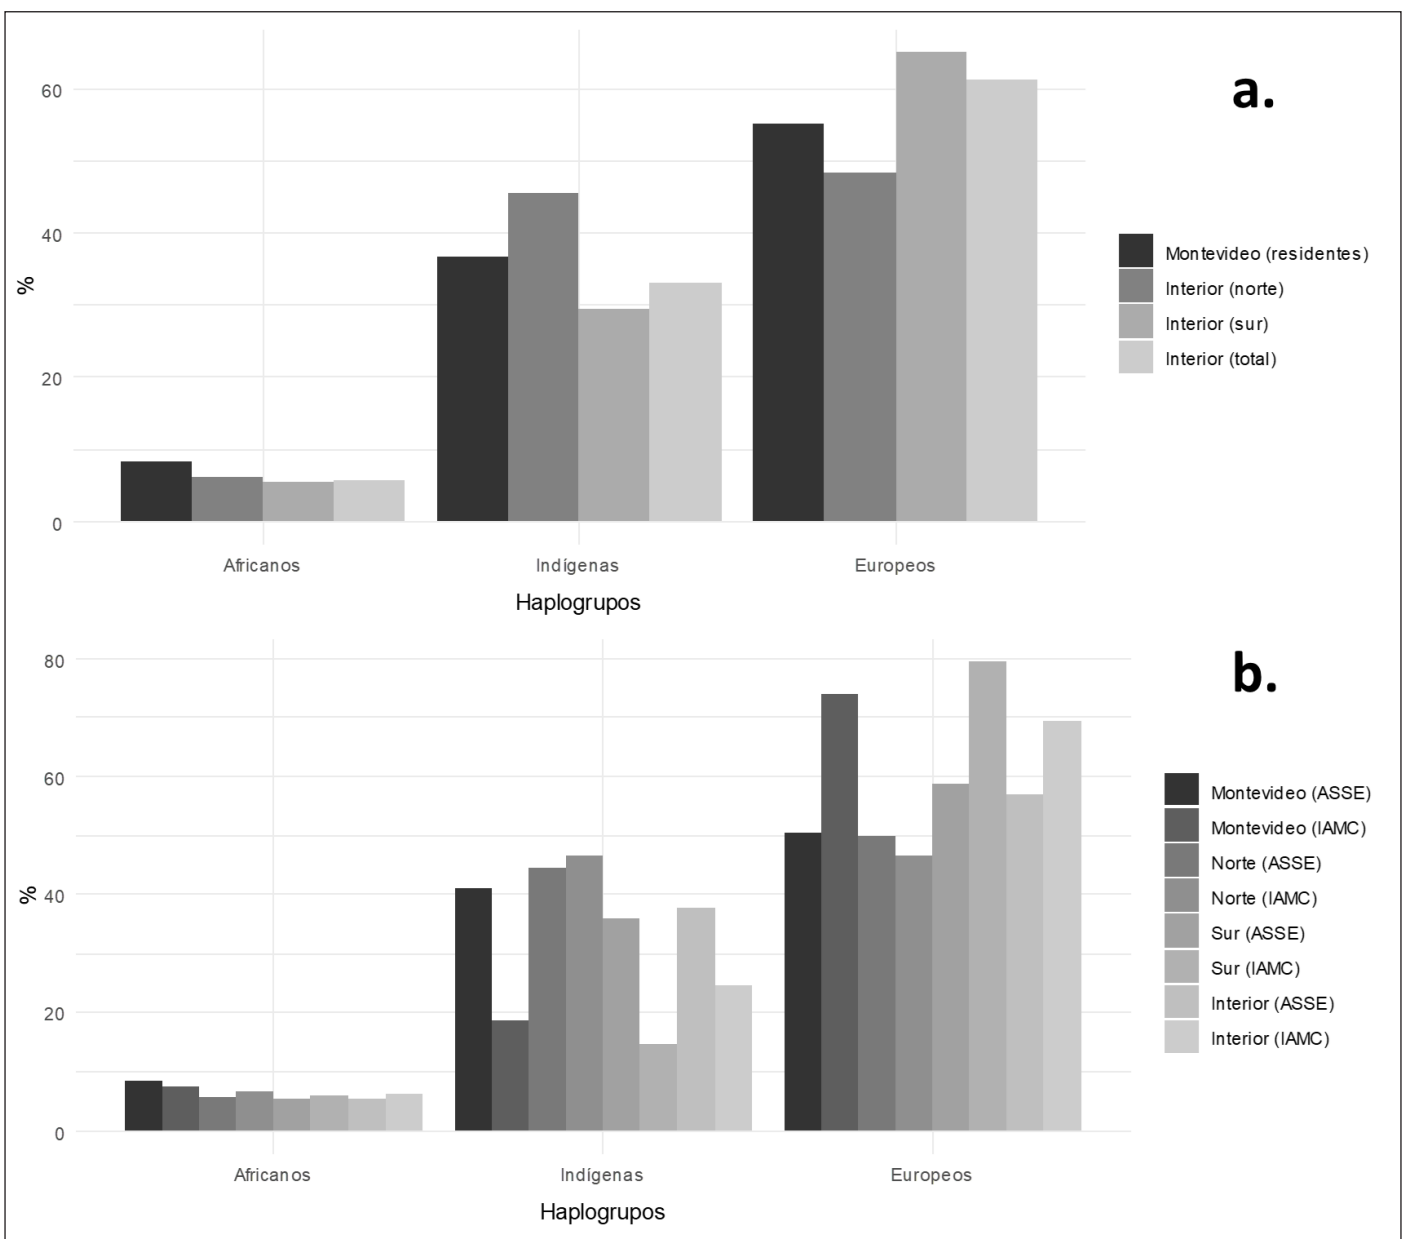 a.
60
40
20
0
%
Africanos
Indígenas
Europeos
Haplogrupos
Montevideo (residentes)
Interior (norte)
Interior (sur)
Interior (total)
b.
80
60
40
20
0
%
Africanos
Indígenas
Europeos
Haplogrupos
Montevideo (ASSE)
Montevideo (IAMC)
Norte (ASSE)
Norte (IAMC)
Sur (ASSE)
Sur (IAMC)
Interior (ASSE)
Interior (IAMC)